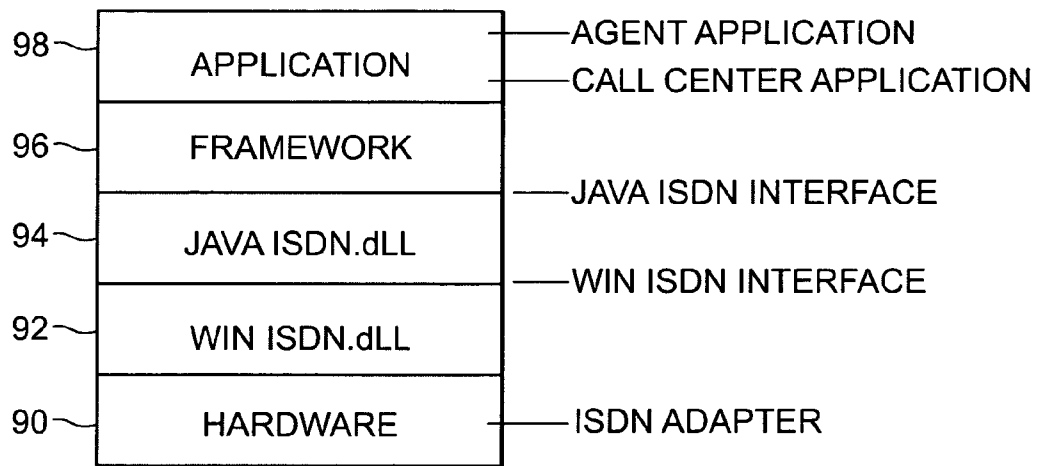 98 APPLICATION AGENT APPLICATION
CALL CENTER APPLICATION
96 FRAMEWORK
JAVA ISDN INTERFACE
94 JAVA ISDN.dLL
WIN ISDN INTERFACE
92 WIN ISDN.dLL
90 HARDWARE ISDN ADAPTER